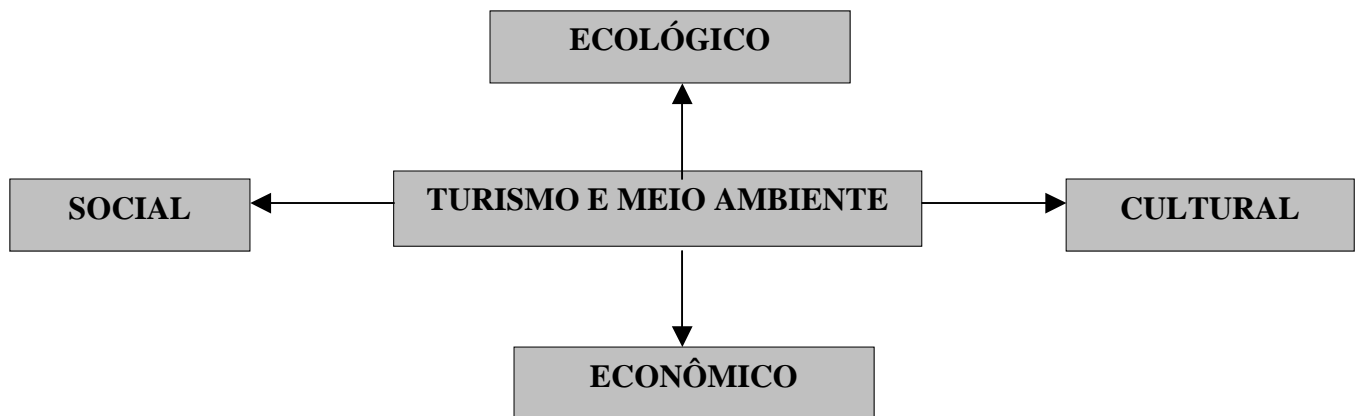 ECOLÓGICO
SOCIAL
TURISMO E MEIO AMBIENTE
CULTURAL
ECONÔMICO